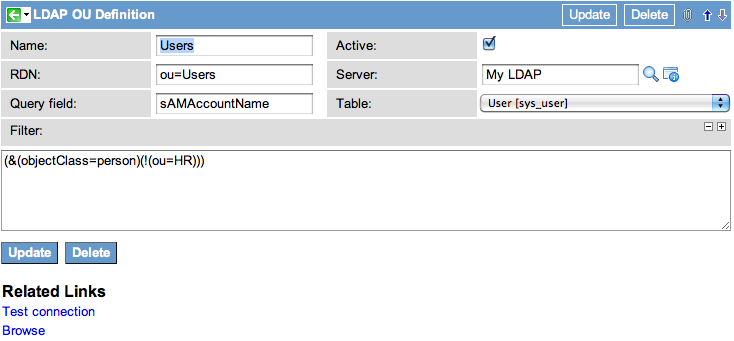 LDAP OU Definition Update Delete
Name: Users Active:
RDN: ou=Users Server: My LDAP
Query field: sAMAccountName Table: User [sys_user]
Filter:
(&(objectClass=person)(!(ou=HR)))
Update Delete
Related Links
Test connection
Browse